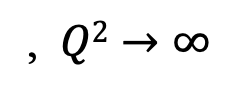 , Q² → ∞